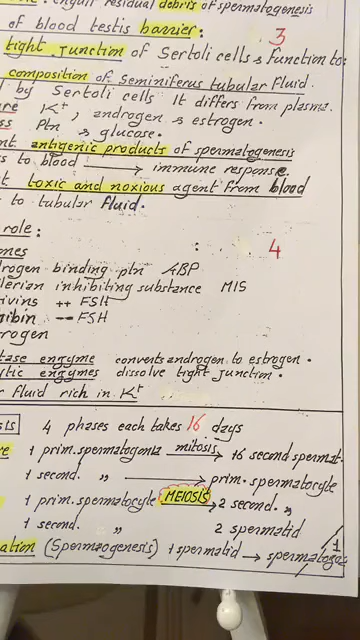 engulf residual debris of spermatogenesis
of blood testis barrier: 3
tight junction of Sertoli cells & function to:
composition of Seminiferus tubular fluid.
by Sertoli cells It differs from plasma.
K+, androgen & estrogen.
ptn & glucose.
antigenic products of spermatogenesis
to blood → immune response.
toxic and noxious agent from blood
to tubular fluid.
role: 4
rogen binding ptn ABP
lerian inhibiting substance MIS
ivins ++ FSH
hibin -- FSH
rogen
tase enzyme converts androgen to estrogen.
tic enzymes dissolve tight junction.
r fluid rich in K+
4 phases each takes 16 days
1 prim. spermatogonia mitosis → 16 second spermat.
1 second. " → prim. spermatocyte
1 prim. spermatocyte MEIOSIS → 2 second. "
1 second. " 2 spermatid
ation (Spermiogenesis) 1 spermatid → spermatozoa
1